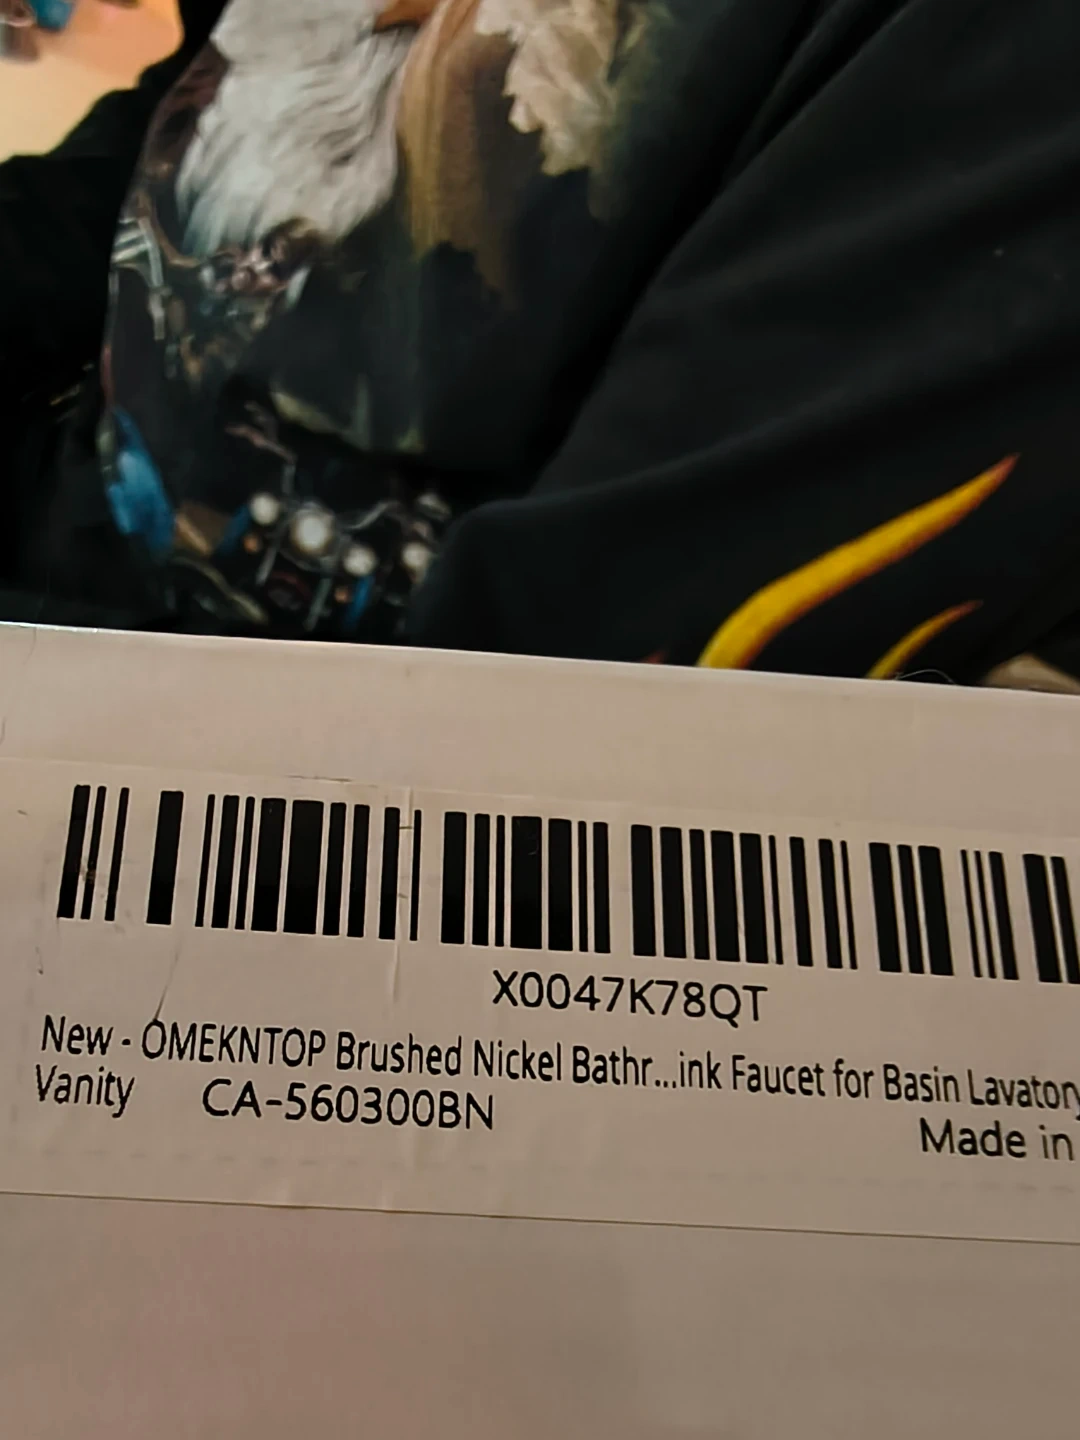 X0047K78QT
New - OMEKNTOP Brushed Nickel Bathr...ink Faucet for Basin Lavatory
Vanity CA-560300BN
Made in